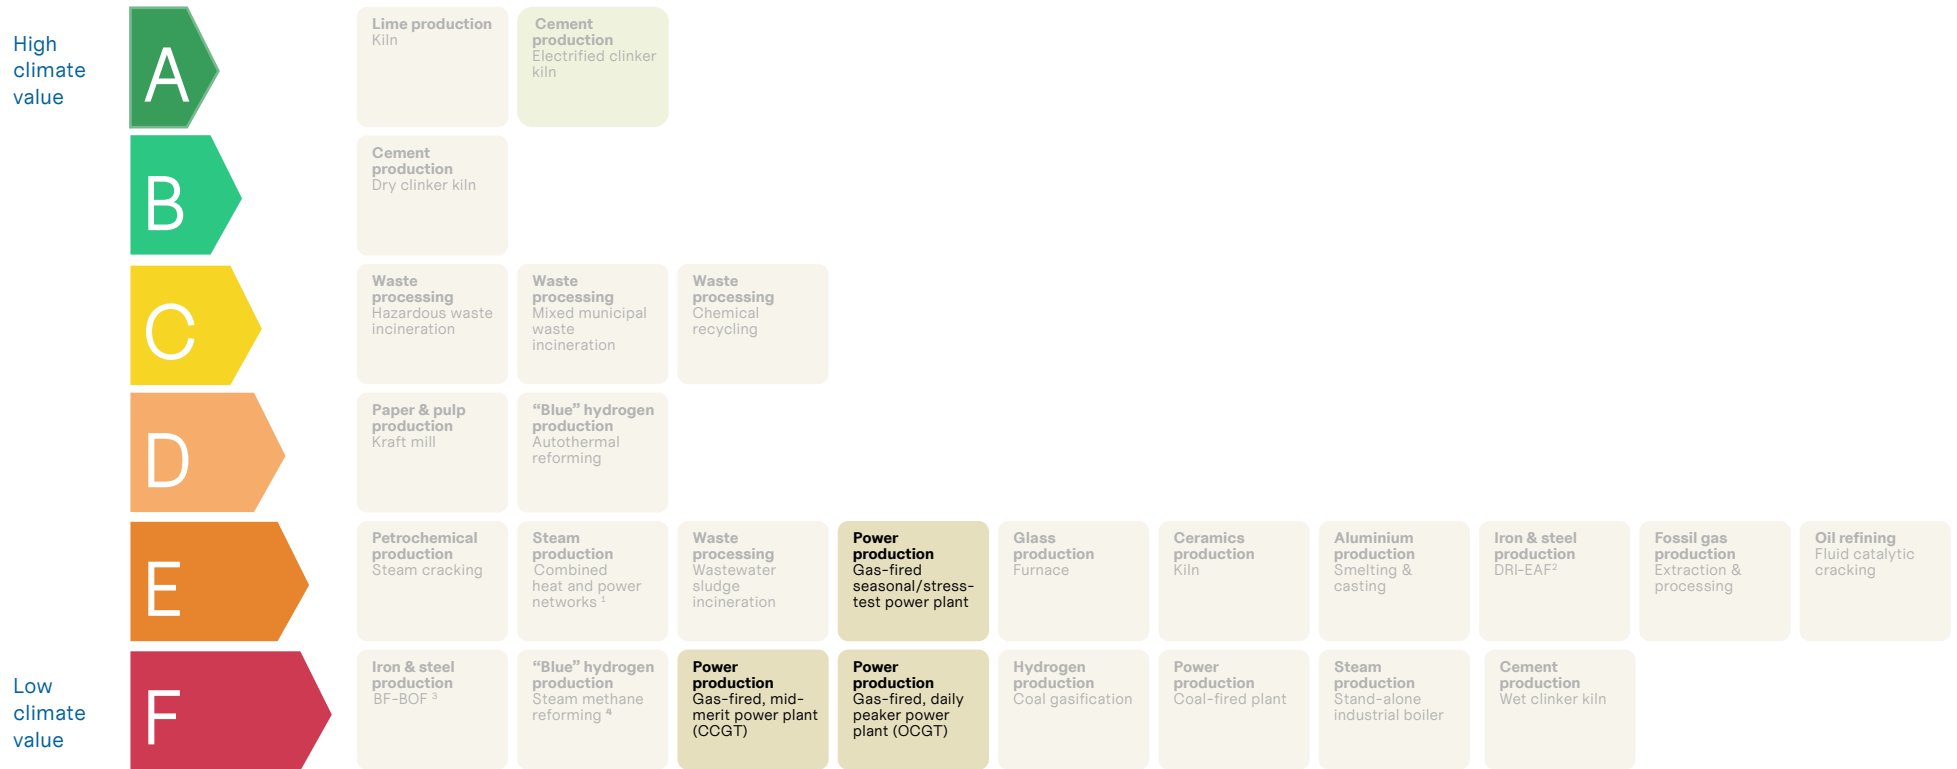 High
climate
value
A
Lime production
Kiln
Cement
production
Electrified clinker
kiln
B
Cement
production
Dry clinker kiln
C
Waste
processing
Hazardous waste
incineration
Waste
processing
Mixed municipal
waste
incineration
Waste
processing
Chemical
recycling
D
Paper & pulp
production
Kraft mill
“Blue” hydrogen
production
Autothermal
reforming
E
Petrochemical
production
Steam cracking
Steam
production
Combined
heat and power
networks ¹
Waste
processing
Wastewater
sludge
incineration
Power
production
Gas-fired
seasonal/stress-
test power plant
Glass
production
Furnace
Ceramics
production
Kiln
Aluminium
production
Smelting &
casting
Iron & steel
production
DRI-EAF²
Fossil gas
production
Extraction &
processing
Oil refining
Fluid catalytic
cracking
Low
climate
value
F
Iron & steel
production
BF-BOF ³
“Blue” hydrogen
production
Steam methane
reforming ⁴
Power
production
Gas-fired, mid-
merit power plant
(CCGT)
Power
production
Gas-fired, daily
peaker power
plant (OCGT)
Hydrogen
production
Coal gasification
Power
production
Coal-fired plant
Steam
production
Stand-alone
industrial boiler
Cement
production
Wet clinker kiln